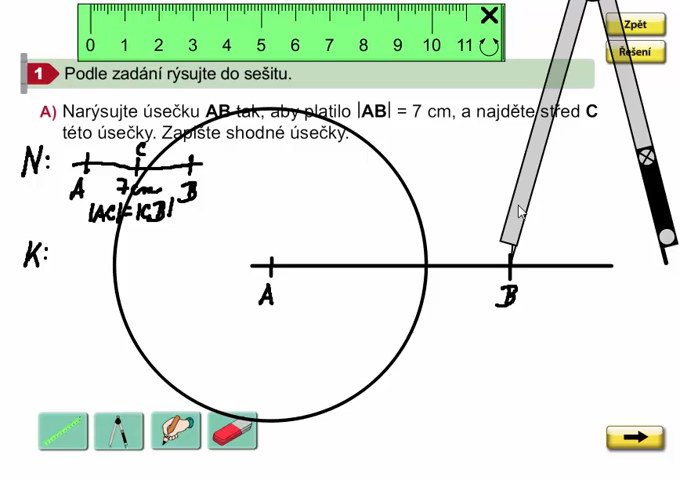 0 1 2 3 4 5 6 7 8 9 10 11
Zpět
Řešení
1 Podle zadání rýsujte do sešitu.
A) Narýsujte úsečku AB tak, aby platilo |AB| = 7 cm, a najděte střed C
této úsečky. Zapište shodné úsečky.
N:
C
A 7cm B
|AC|=|CB|
K:
A B